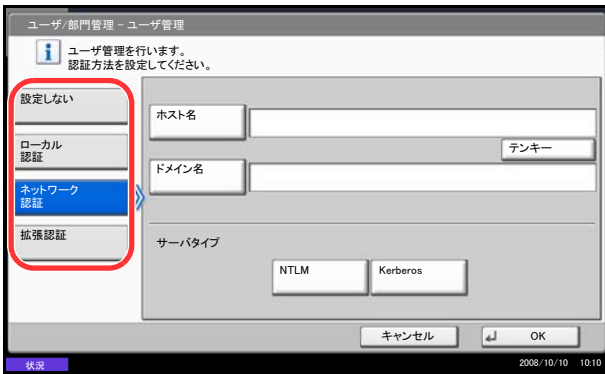 ユーザ/部門管理 - ユーザ管理
ユーザ管理を行います。
認証方法を設定してください。
設定しない
ローカル
認証
ネットワーク
認証
拡張認証
ホスト名
テンキー
ドメイン名
サーバタイプ
NTLM
Kerberos
キャンセル
OK
状況
2008/10/10 10:10